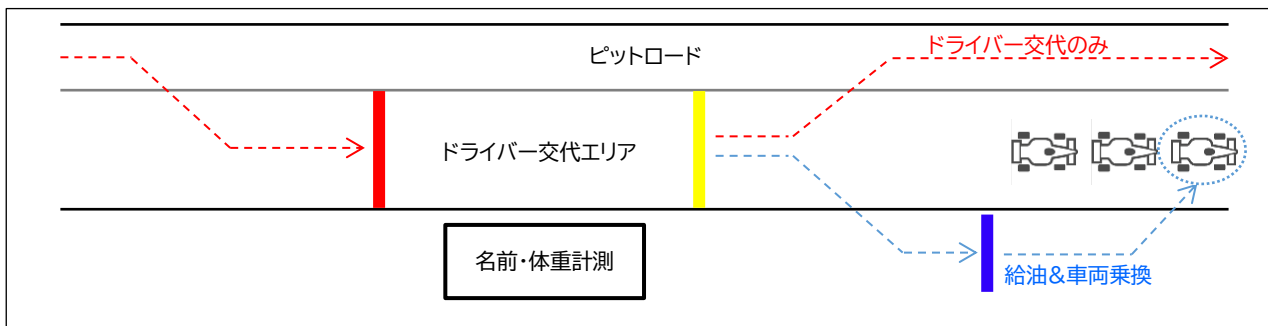 ドライバー交代のみ
ピットロード
ドライバー交代エリア
名前・体重計測
給油&車両乗換